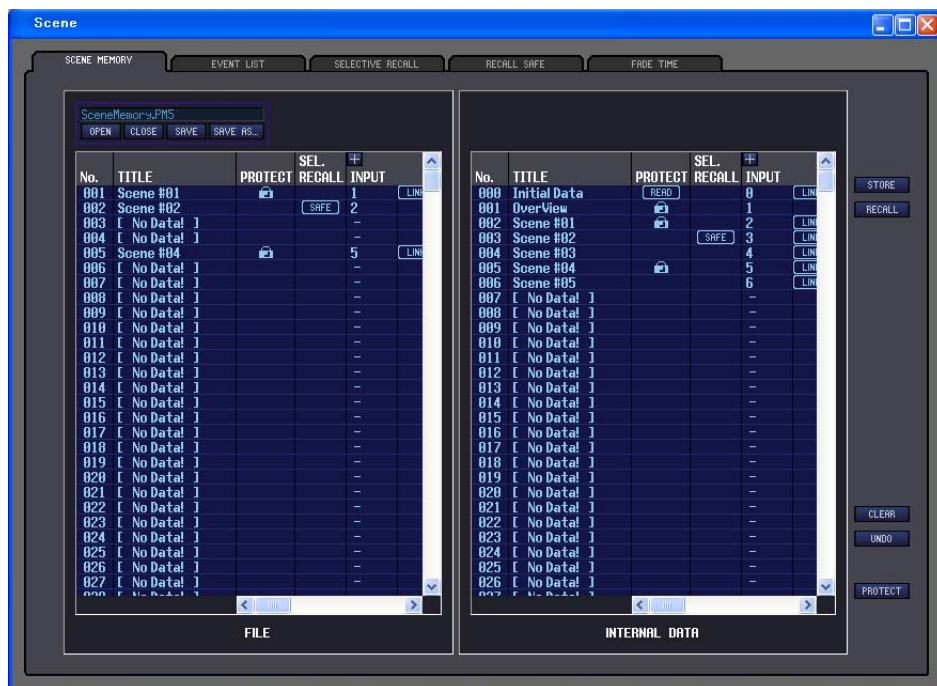 Scene
SCENE MEMORY EVENT LIST SELECTIVE RECALL RECALL SAFE FADE TIME
SceneMemory.PM5
OPEN CLOSE SAVE SAVE AS...
No. TITLE PROTECT SEL. RECALL + INPUT
001 Scene #01 1
002 Scene #02 SAFE 2
003 [ No Data! ] -
004 [ No Data! ] -
005 Scene #04 5
006 [ No Data! ] -
007 [ No Data! ] -
008 [ No Data! ] -
009 [ No Data! ] -
010 [ No Data! ] -
011 [ No Data! ] -
012 [ No Data! ] -
013 [ No Data! ] -
014 [ No Data! ] -
015 [ No Data! ] -
016 [ No Data! ] -
017 [ No Data! ] -
018 [ No Data! ] -
019 [ No Data! ] -
020 [ No Data! ] -
021 [ No Data! ] -
022 [ No Data! ] -
023 [ No Data! ] -
024 [ No Data! ] -
025 [ No Data! ] -
026 [ No Data! ] -
027 [ No Data! ] -
FILE
No. TITLE PROTECT SEL. RECALL + INPUT
000 Initial Data READ 0
001 OverView 1
002 Scene #01 2
003 Scene #02 SAFE 3
004 Scene #03 4
005 Scene #04 5
006 Scene #05 6
007 [ No Data! ] -
008 [ No Data! ] -
009 [ No Data! ] -
010 [ No Data! ] -
011 [ No Data! ] -
012 [ No Data! ] -
013 [ No Data! ] -
014 [ No Data! ] -
015 [ No Data! ] -
016 [ No Data! ] -
017 [ No Data! ] -
018 [ No Data! ] -
019 [ No Data! ] -
020 [ No Data! ] -
021 [ No Data! ] -
022 [ No Data! ] -
023 [ No Data! ] -
024 [ No Data! ] -
025 [ No Data! ] -
026 [ No Data! ] -
INTERNAL DATA
STORE
RECALL
CLEAR
UNDO
PROTECT